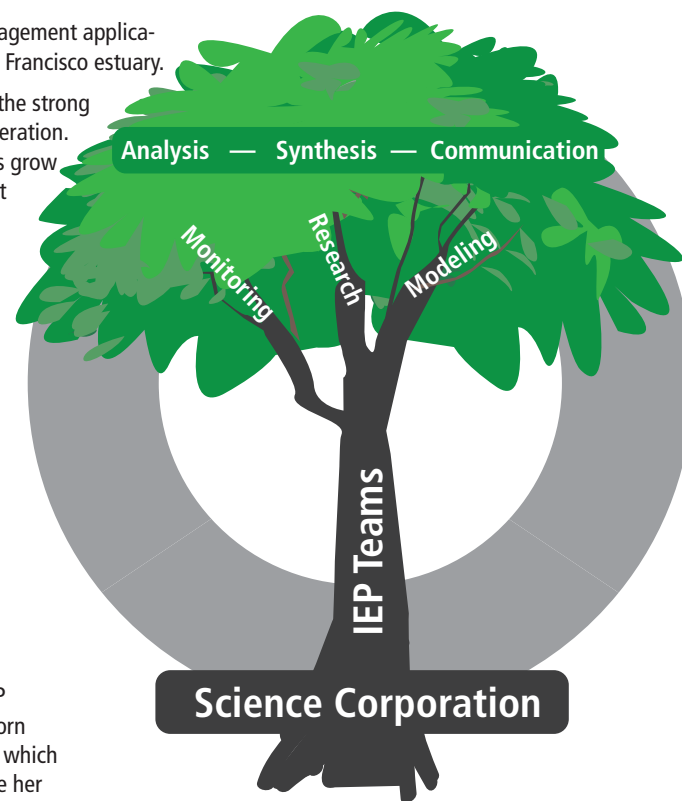 agement applica-
Francisco estuary.
the strong
eration.
s grow
t
Analysis — Synthesis — Communication
Monitoring
Research
Modeling
IEP Teams
Science Corporation
P
orn
which
e her